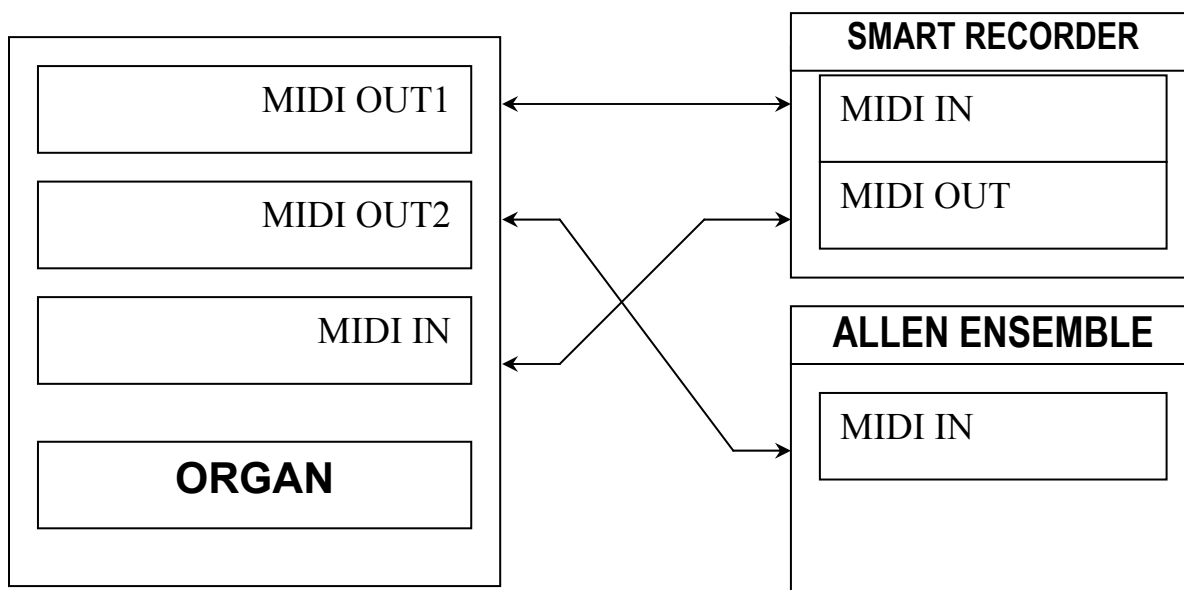 MIDI OUT1
MIDI OUT2
MIDI IN
ORGAN
SMART RECORDER
MIDI IN
MIDI OUT
ALLEN ENSEMBLE
MIDI IN